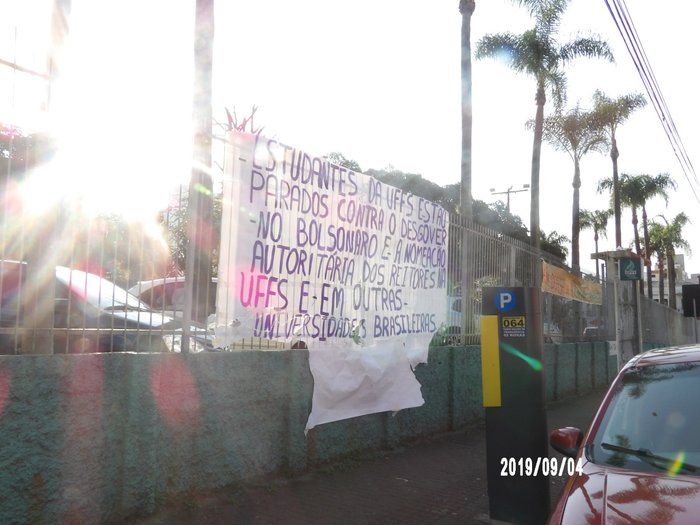 ESTUDANTES DA UFFS ESTÃO
PARADOS CONTRA O DESGOVER
-NO BOLSONARO E A NOMEAÇÃO
AUTORITÁRIA DOS REITORES NA
UFFS E EM OUTRAS
UNIVERSIDADES BRASILEIRAS
P
064
2019/09/04